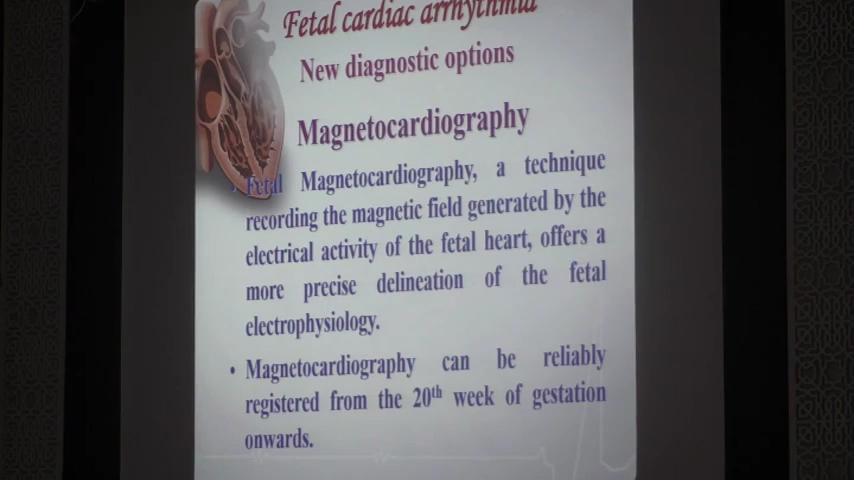 Fetal cardiac arrhythmia
New diagnostic options
Magnetocardiography
• Fetal Magnetocardiography, a technique
recording the magnetic field generated by the
electrical activity of the fetal heart, offers a
more precise delineation of the fetal
electrophysiology.
• Magnetocardiography can be reliably
registered from the 20th week of gestation
onwards.